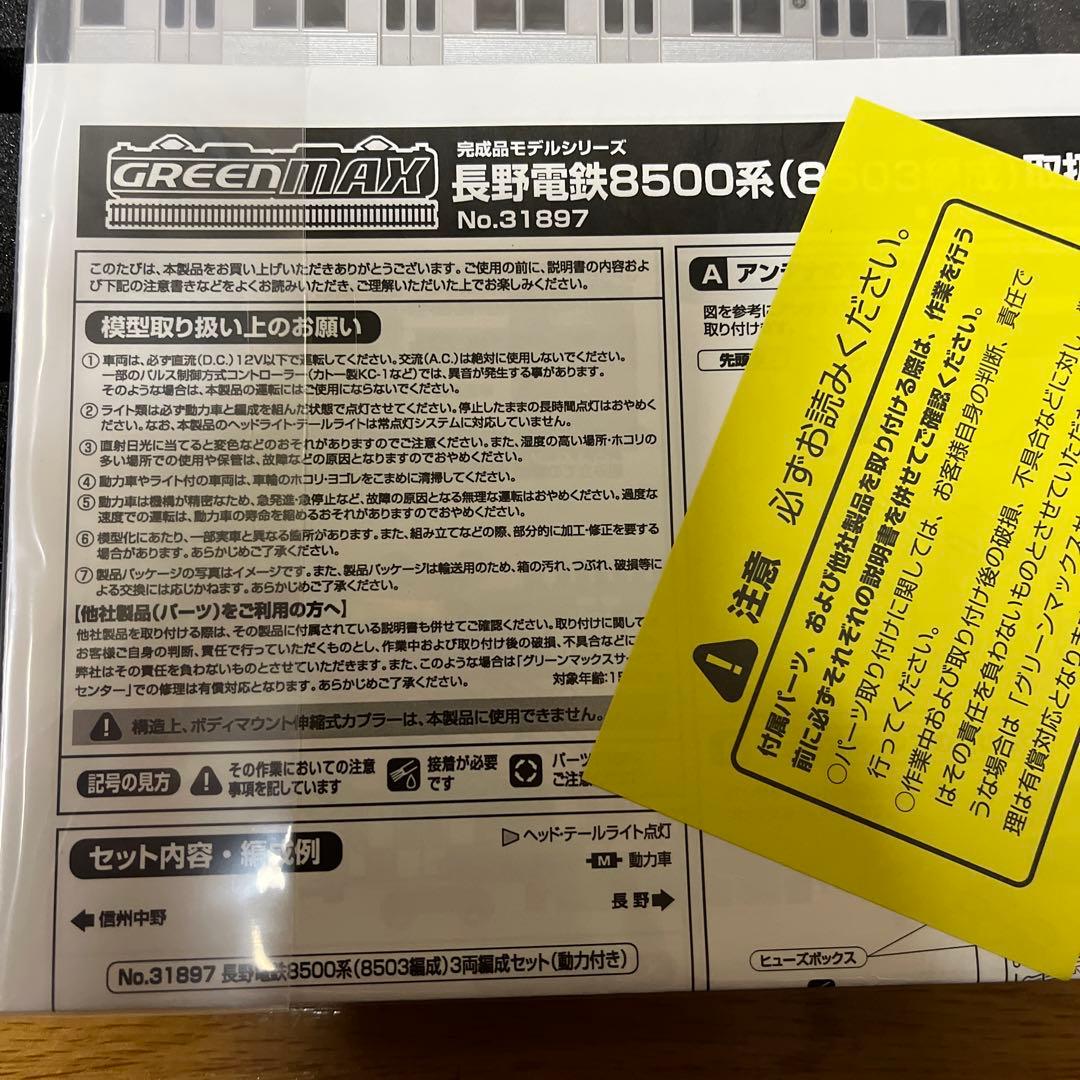 GREENMAX
完成品モデルシリーズ
長野電鉄8500系(8503
取扱
No.31897
このたびは、本製品をお買い上げいただきありがとうございます。ご使用の前に、説明書の内容およ
び下記の注意書きなどをよくお読みいただき、ご理解いただいた上でお楽しみください。
模型取り扱い上のお願い
① 車両は、必ず直流(D.C.)12V以下で運転してください。交流(A.C.)は絶対に使用しないでください。
一部のパルス制御方式コントローラー(カトー製KC-1など)では、異音が発生する事があります。
そのような場合は、本製品の運転にはご使用にならないでください。
② ライト類は必ず動力車と編成を組んだ状態で点灯させてください。停止したままの長時間点灯はおやめく
ださい。なお、本製品のヘッドライト・テールライトは常点灯システムに対応していません。
③ 直射日光に当てると変色などのおそれがありますのでご注意ください。また、湿度の高い場所・ホコリの
多い場所での使用や保管は、故障などの原因となりますのでおやめください。
④ 動力車やライト付の車両は、車輪のホコリ・ヨゴレをこまめに清掃してください。
⑤ 動力車は機構が精密なため、急発進・急停止など、故障の原因となる無理な運転はおやめください。過度な
速度での運転は、動力車の寿命を縮めるおそれがありますのでおやめください。
⑥ 模型化にあたり、一部実車と異なる箇所があります。また、組み立てなどの際、部分的に加工・修正を要する
場合があります。あらかじめご了承ください。
⑦ 製品パッケージの写真はイメージです。また、製品パッケージは輸送用のため、箱の汚れ、つぶれ、破損等に
よる交換には応じかねます。あらかじめご了承ください。
【他社製品(パーツ)をご利用の方へ】
他社製品を取り付ける際は、その製品に付属されている説明書も併せてご確認ください。取り付けに関して
お客様ご自身の判断、責任で行っていただくものとし、作業中および取り付け後の破損、不具合などに
弊社はその責任を負わないものとさせていただきます。また、このような場合は「グリーンマックスサー
センター」での修理は有償対応となります。あらかじめご了承ください。
対象年齢:15
構造上、ボディマウント伸縮式カプラーは、本製品に使用できません。
記号の見方
その作業においての注意
事項を記しています
接着が必要
です
パーツ
ご注意
セット内容・編成例
ヘッド・テールライト点灯
M 動力車
信州中野
長野
No.31897 長野電鉄8500系(8503編成)3両編成セット(動力付き)
A アン
図を参考に
取り付けま
先頭
ヒューズボックス
注意 必ずお読みください。
付属パーツ、および他社製品を取り付ける際は、作業を行う
前に必ずそれぞれの説明書を併せてご確認ください。
○パーツ取り付けに関しては、お客様自身の判断、責任で
行ってください。
○作業中および取り付け後の破損、不具合などに対し
はその責任を負わないものとさせていただき
うな場合は「グリーンマックスサ
理は有償対応となりま